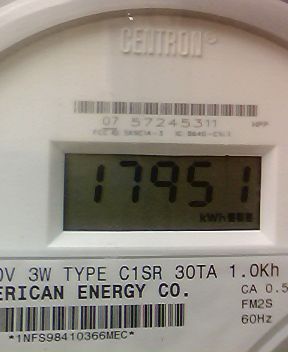 CENTRON®
07 57245311 MPP
17951
kWh
0V 3W TYPE C1SR 30TA 1.0Kh
ERICAN ENERGY CO. CA 0.5
FM2S
60Hz
*1NFS98410366MEC*